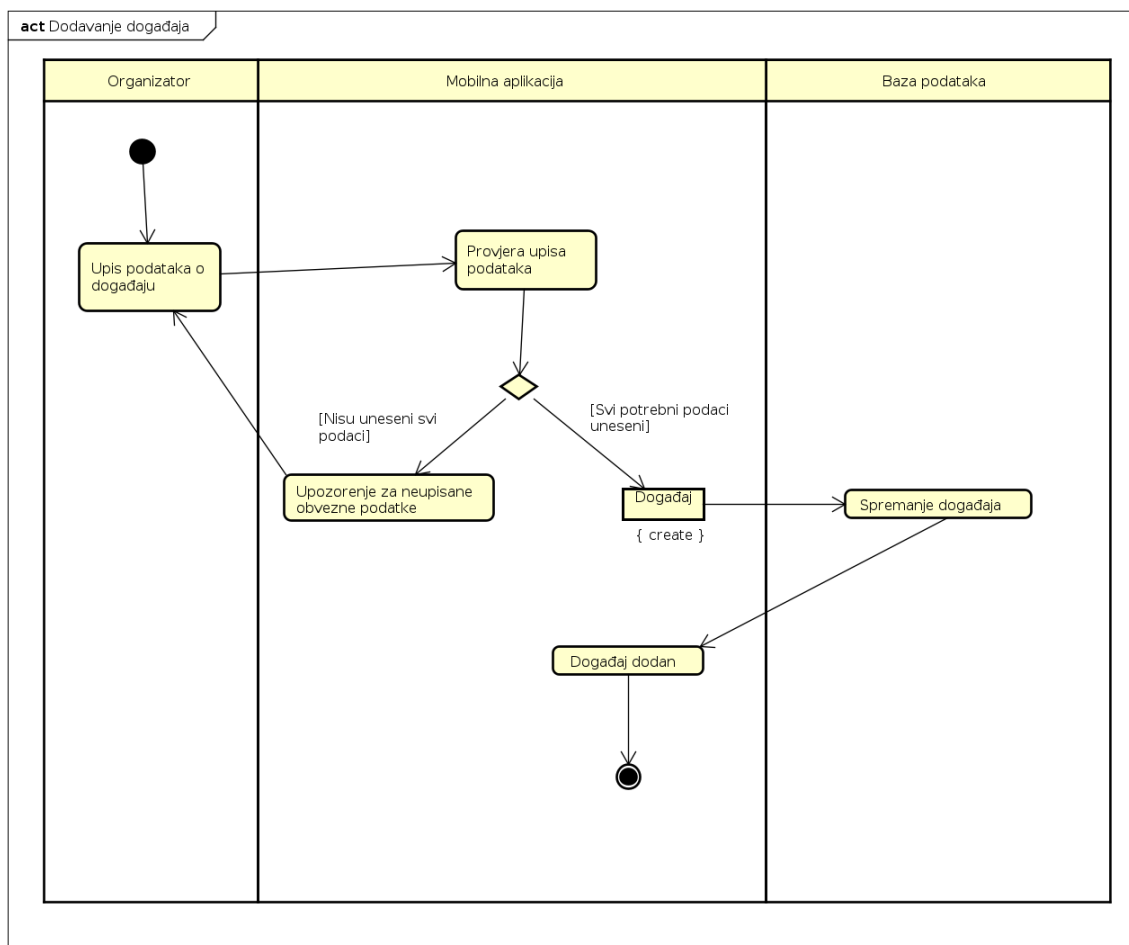 act Dodavanje događaja
Organizator
Mobilna aplikacija
Baza podataka
Upis podataka o
događaju
Provjera upisa
podataka
[Nisu uneseni svi
podaci]
[Svi potrebni podaci
uneseni]
Upozorenje za neupisane
obvezne podatke
Događaj
{ create }
Spremanje događaja
Događaj dodan